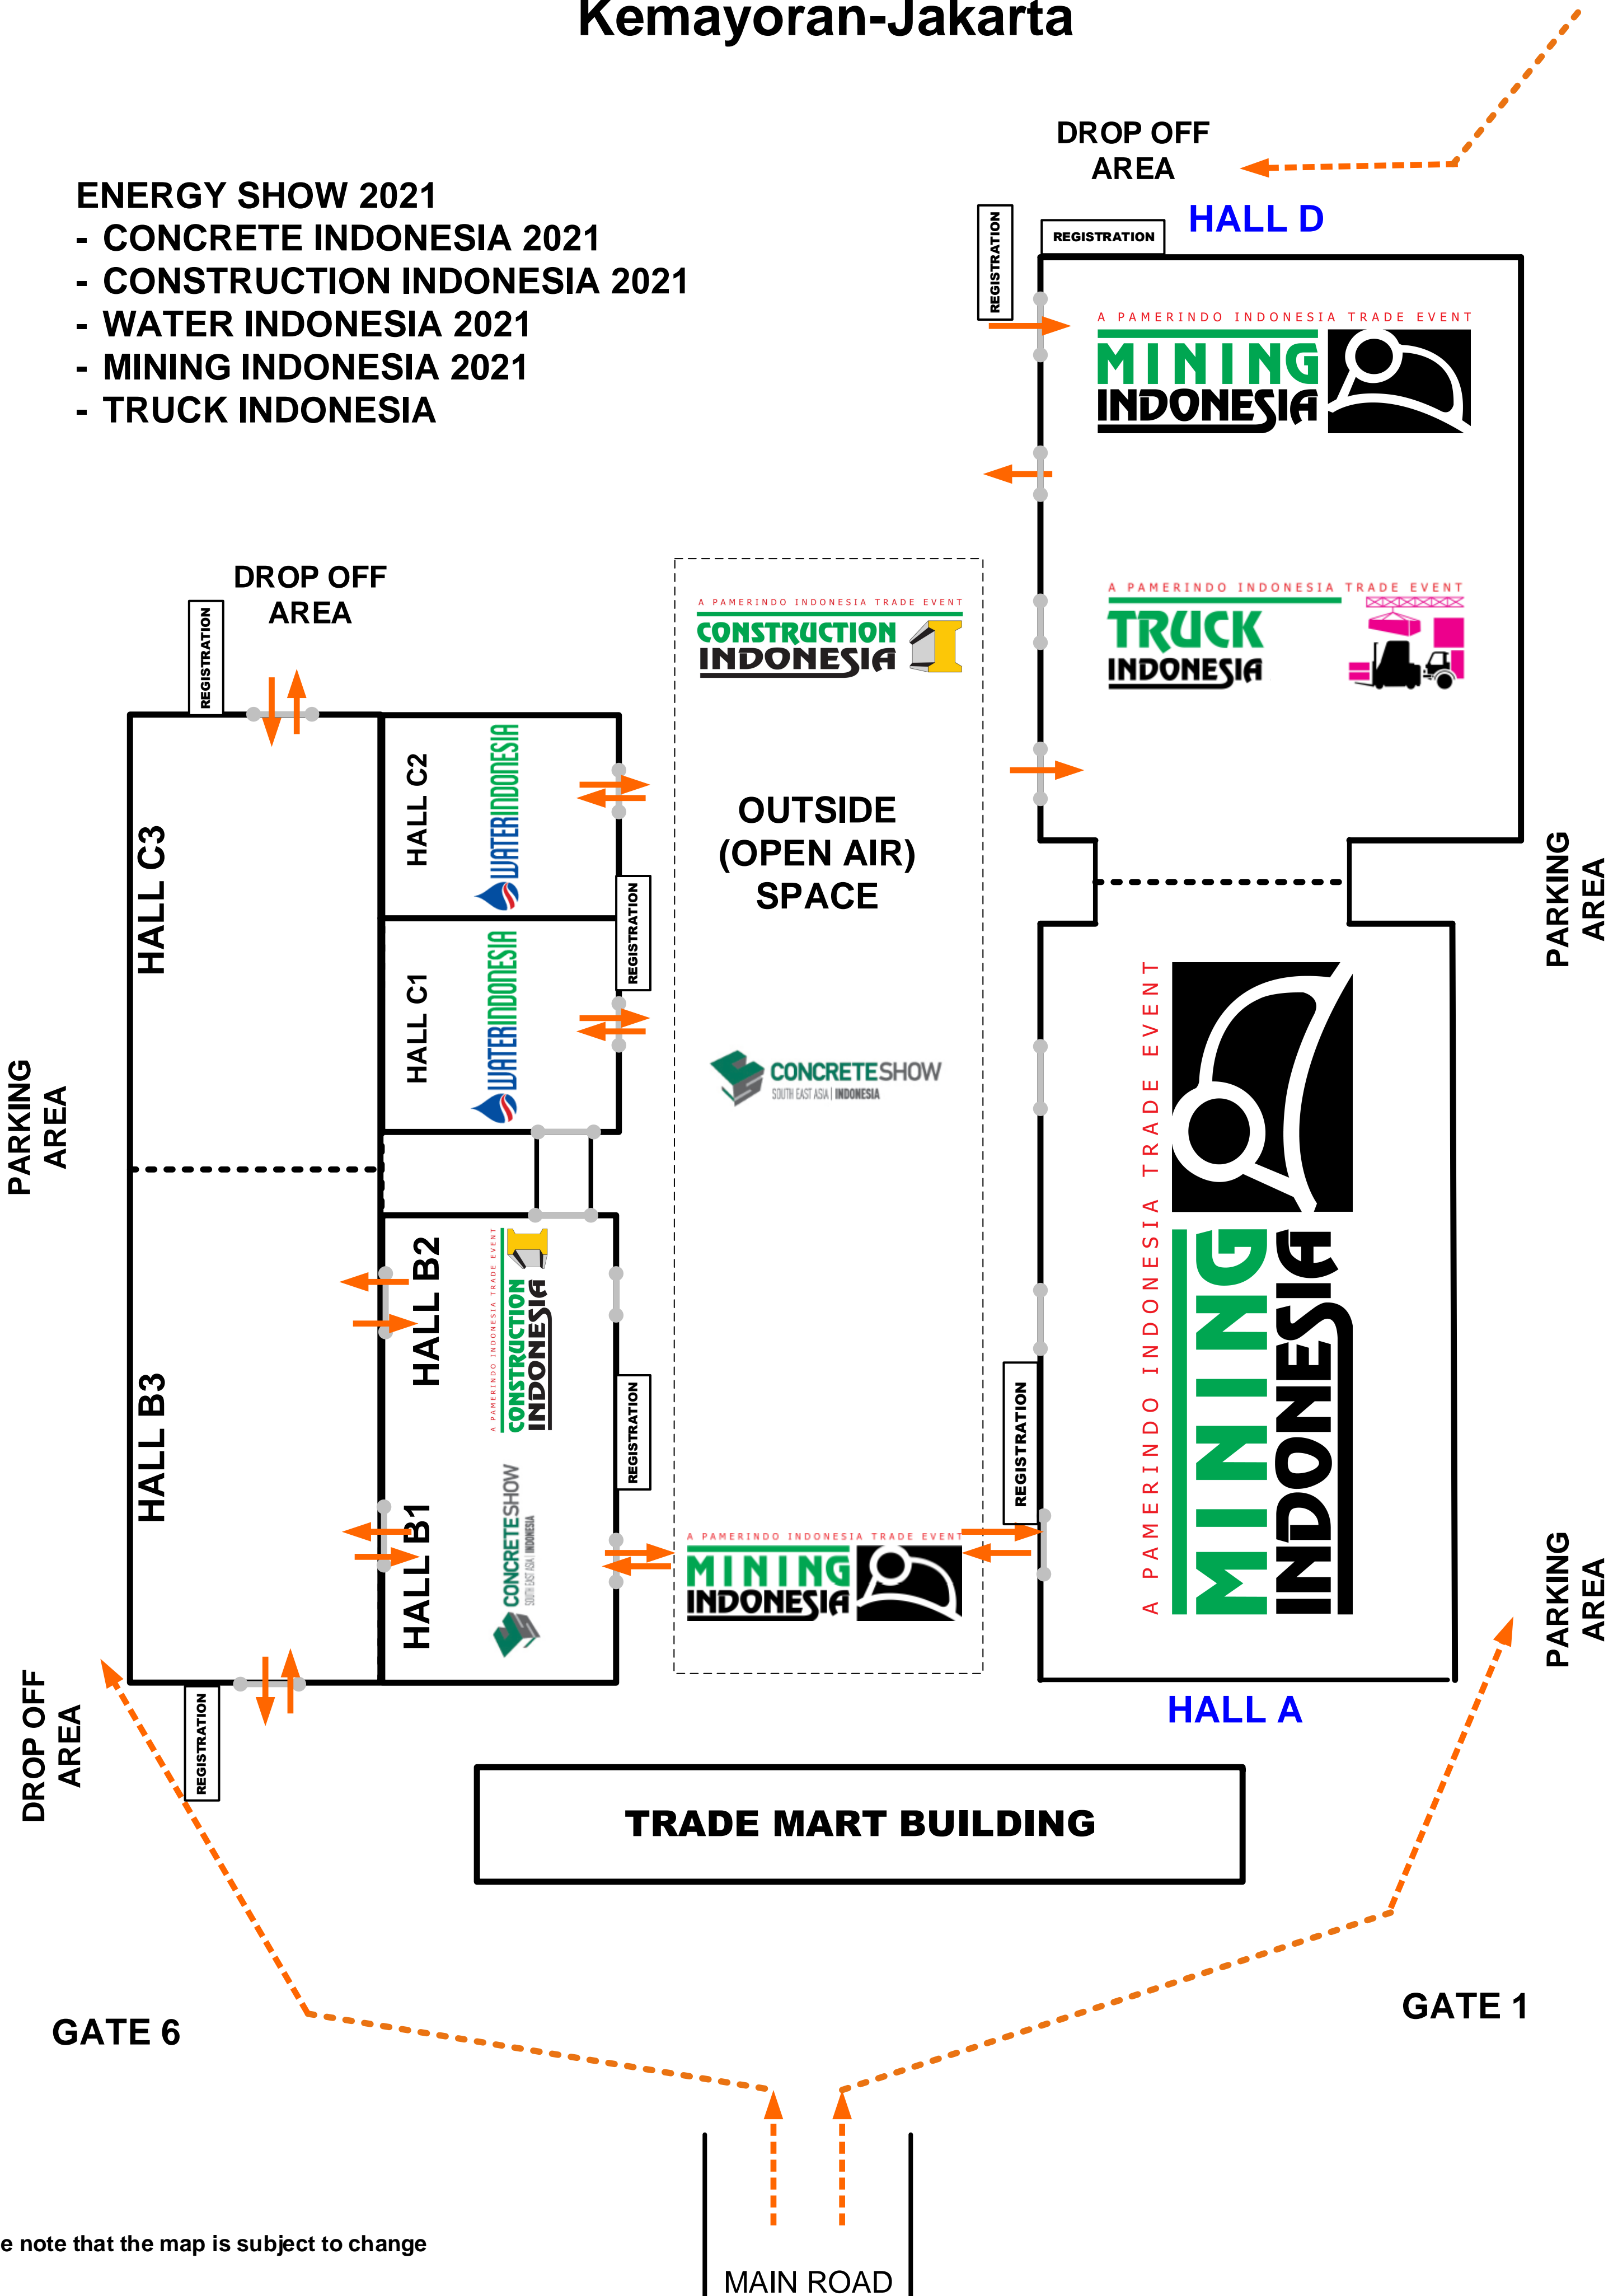 Kemayoran-Jakarta
DROP OFF
AREA
ENERGY SHOW 2021
- CONCRETE INDONESIA 2021
- CONSTRUCTION INDONESIA 2021
- WATER INDONESIA 2021
- MINING INDONESIA 2021
- TRUCK INDONESIA
HALL D
REGISTRATION
REGISTRATION
A PAMERINDO INDONESIA TRADE EVENT
MINING
INDONESIA
DROP OFF
AREA
REGISTRATION
A PAMERINDO INDONESIA TRADE EVENT
CONSTRUCTION
INDONESIA
A PAMERINDO INDONESIA TRADE EVENT
TRUCK
INDONESIA
HALL C3
HALL C2
WATERINDONESIA
OUTSIDE
(OPEN AIR)
SPACE
REGISTRATION
HALL C1
WATERINDONESIA
PARKING
AREA
PARKING
AREA
CONCRETESHOW
SOUTH EAST ASIA | INDONESIA
A PAMERINDO INDONESIA TRADE EVENT
MINING
INDONESIA
HALL B3
HALL B2
A PAMERINDO INDONESIA TRADE EVENT
CONSTRUCTION
INDONESIA
REGISTRATION
REGISTRATION
HALL B1
CONCRETESHOW
SOUTH EAST ASIA | INDONESIA
A PAMERINDO INDONESIA TRADE EVENT
MINING
INDONESIA
PARKING
AREA
DROP OFF
AREA
REGISTRATION
HALL A
TRADE MART BUILDING
GATE 6
GATE 1
e note that the map is subject to change
MAIN ROAD